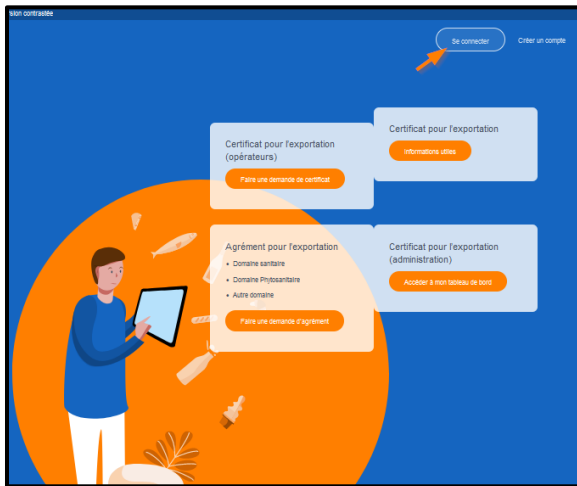 sion contrastée
Se connecter
Créer un compte
Certificat pour l'exportation
(opérateurs)
Faire une demande de certificat
Certificat pour l'exportation
Informations utiles
Agrément pour l'exportation
Domaine sanitaire
Domaine Phytosanitaire
Autre domaine
Faire une demande d'agrément
Certificat pour l'exportation
(administration)
Accéder à mon tableau de bord